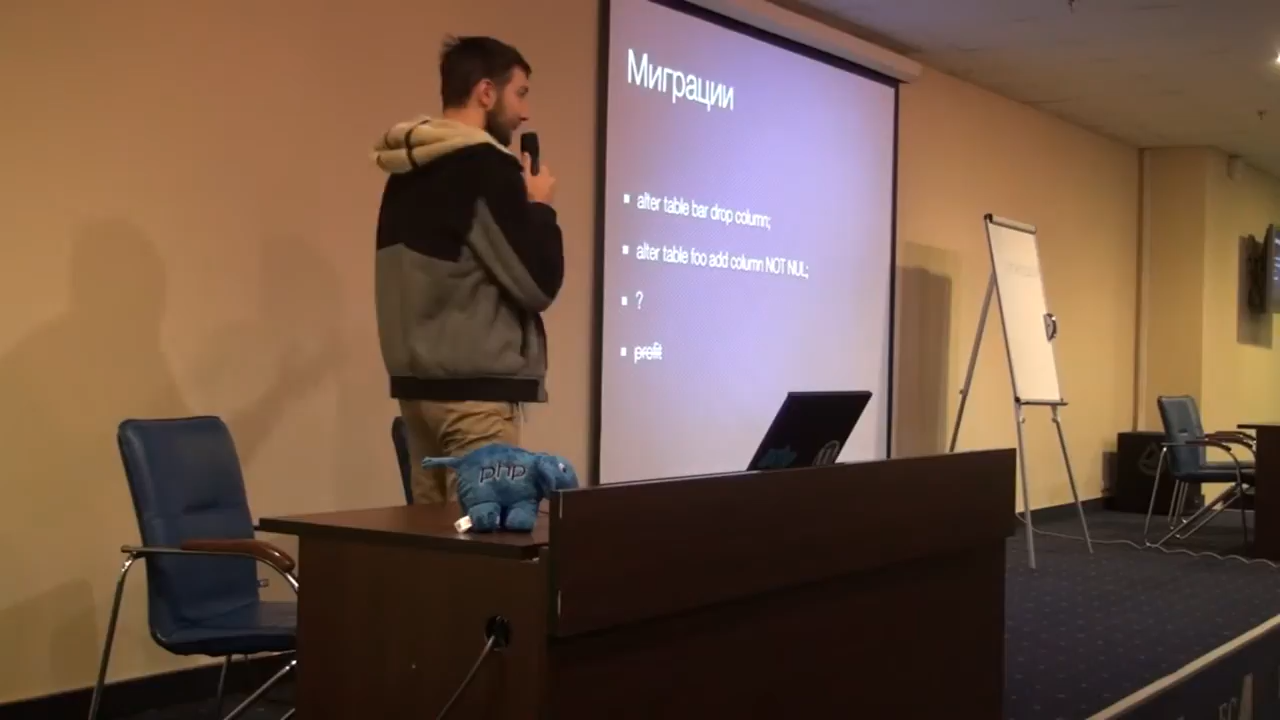 Миграции
alter table bar drop column;
alter table foo add column NOT NUL;
?
profit
php